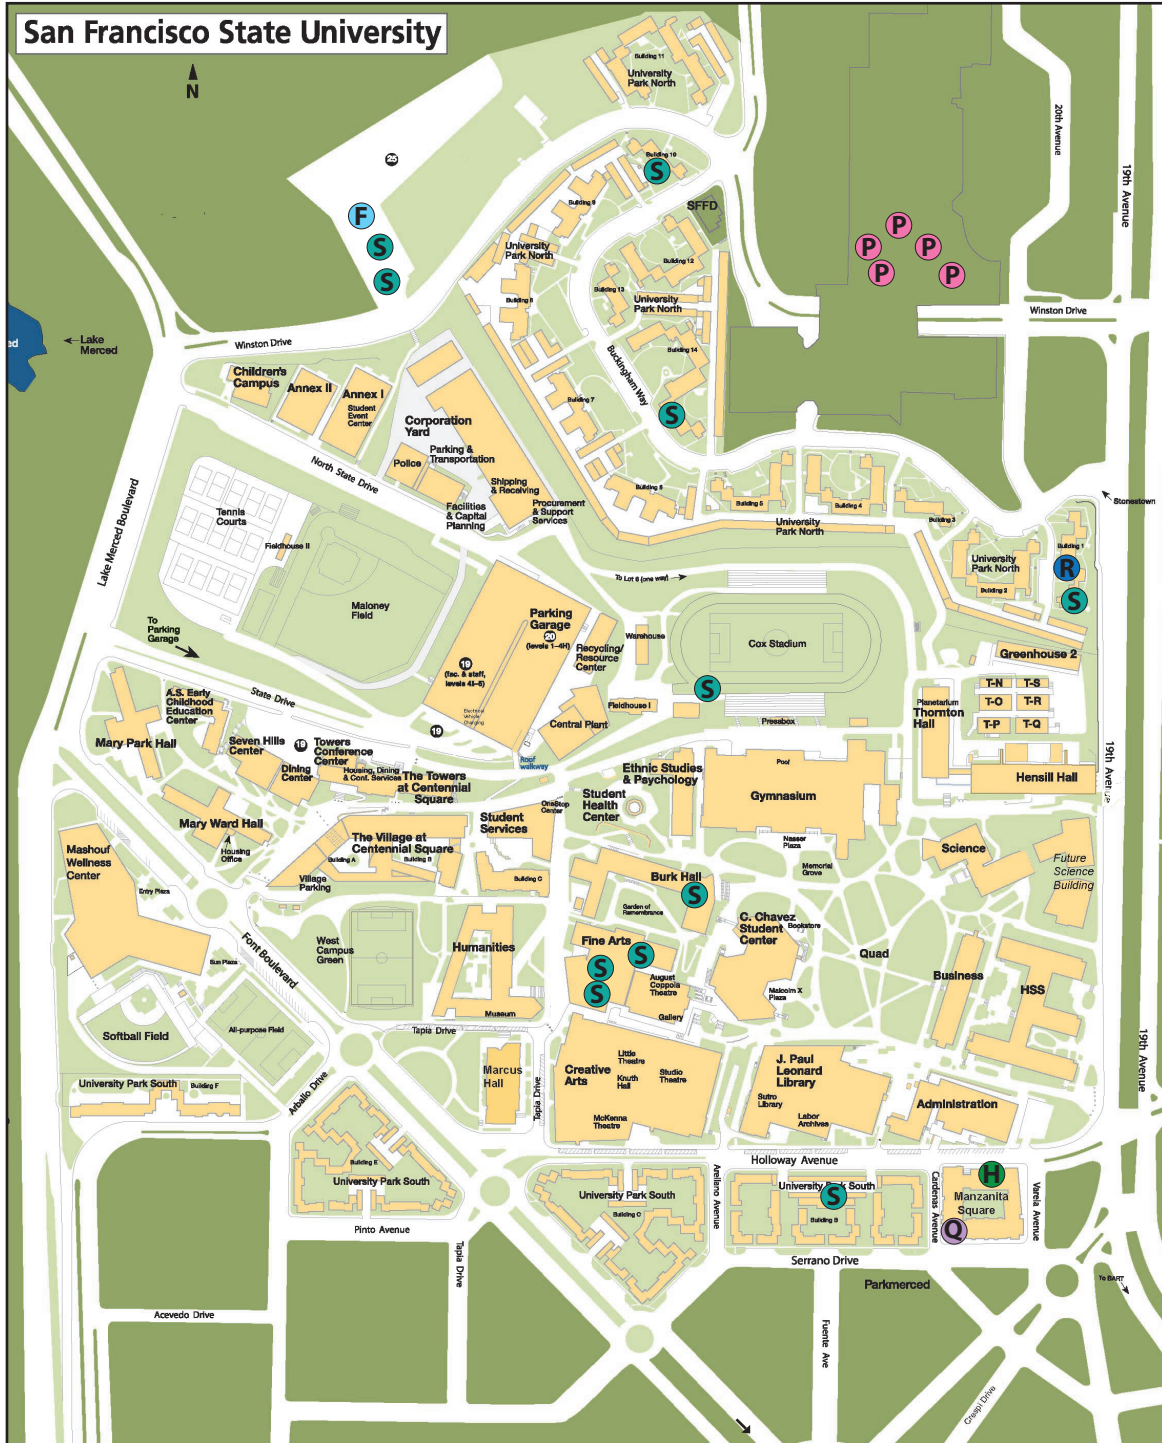 San Francisco State University
N
Building 11
University
Park North
20th Avenue
19th Avenue
25
Building 10
S
F
S
S
Building 9
SFFD
P
P
P
P
P
University
Park North
Building 12
Building 13
University
Park North
Building 8
Winston Drive
ed
Lake
Merced
Winston Drive
Building 14
Buckingham Way
Children's
Campus
Annex II
Annex I
Student
Event
Center
Building 7
S
Corporation
Yard
Parking &
Transportation
Police
North State Drive
Shipping
& Receiving
Facilities
& Capital
Planning
Procurement
& Support
Services
Building 6
Building 5
Building 4
Building 3
University
Park North
Stonestown
Lake Merced Boulevard
Tennis
Courts
Fieldhouse II
Maloney
Field
To Lot 6 (one way)
University
Park North
Building 2
Building 1
R
S
To
Parking
Garage
Parking
Garage
20
(levels 1–4H)
19
(fac. & staff,
levels 4I–5)
Electrical
Vehicle
Charging
Recycling/
Resource
Center
Warehouse
Cox Stadium
Greenhouse 2
S
State Drive
A.S. Early
Childhood
Education
Center
Mary Park Hall
19
Fieldhouse I
Central Plant
Pressbox
Planetarium
Thornton
Hall
T-N
T-S
T-O
T-R
T-P
T-Q
Seven Hills
Center
19
Towers
Conference
Center
Dining
Center
Housing, Dining
& Conf. Services
The Towers
at Centennial
Square
Roof
walkway
Ethnic Studies
& Psychology
Pool
Gymnasium
Hensill Hall
19th Avenue
Student
Health
Center
OneStop
Center
Student
Services
Mary Ward Hall
Housing
Office
The Village at
Centennial Square
Building A
Building B
Building C
Village
Parking
Nasser
Plaza
Memorial
Grove
Science
Future
Science
Building
Mashouf
Wellness
Center
Entry Plaza
Burk Hall
S
Garden of
Remembrance
C. Chavez
Student
Center
Bookstore
Font Boulevard
Sun Plaza
West
Campus
Green
Humanities
Museum
Fine Arts
S
S
S
August
Coppola
Theatre
Gallery
Malcolm X
Plaza
Quad
Business
HSS
Softball Field
All-purpose Field
Tapia Drive
19th Avenue
University Park South
Building F
Arballo Drive
Marcus
Hall
Tapia Drive
Creative
Arts
Little
Theatre
Knuth
Hall
Studio
Theatre
McKenna
Theatre
J. Paul
Leonard
Library
Sutro
Library
Labor
Archives
Administration
Building E
University Park South
Holloway Avenue
University Park South
Building C
Arellano Avenue
University Park South
S
Building B
Cardenas Avenue
H
Manzanita
Square
Q
Varela Avenue
Pinto Avenue
Tapia Drive
Serrano Drive
Parkmerced
To BART
Acevedo Drive
Fuente Ave
Crespi Drive